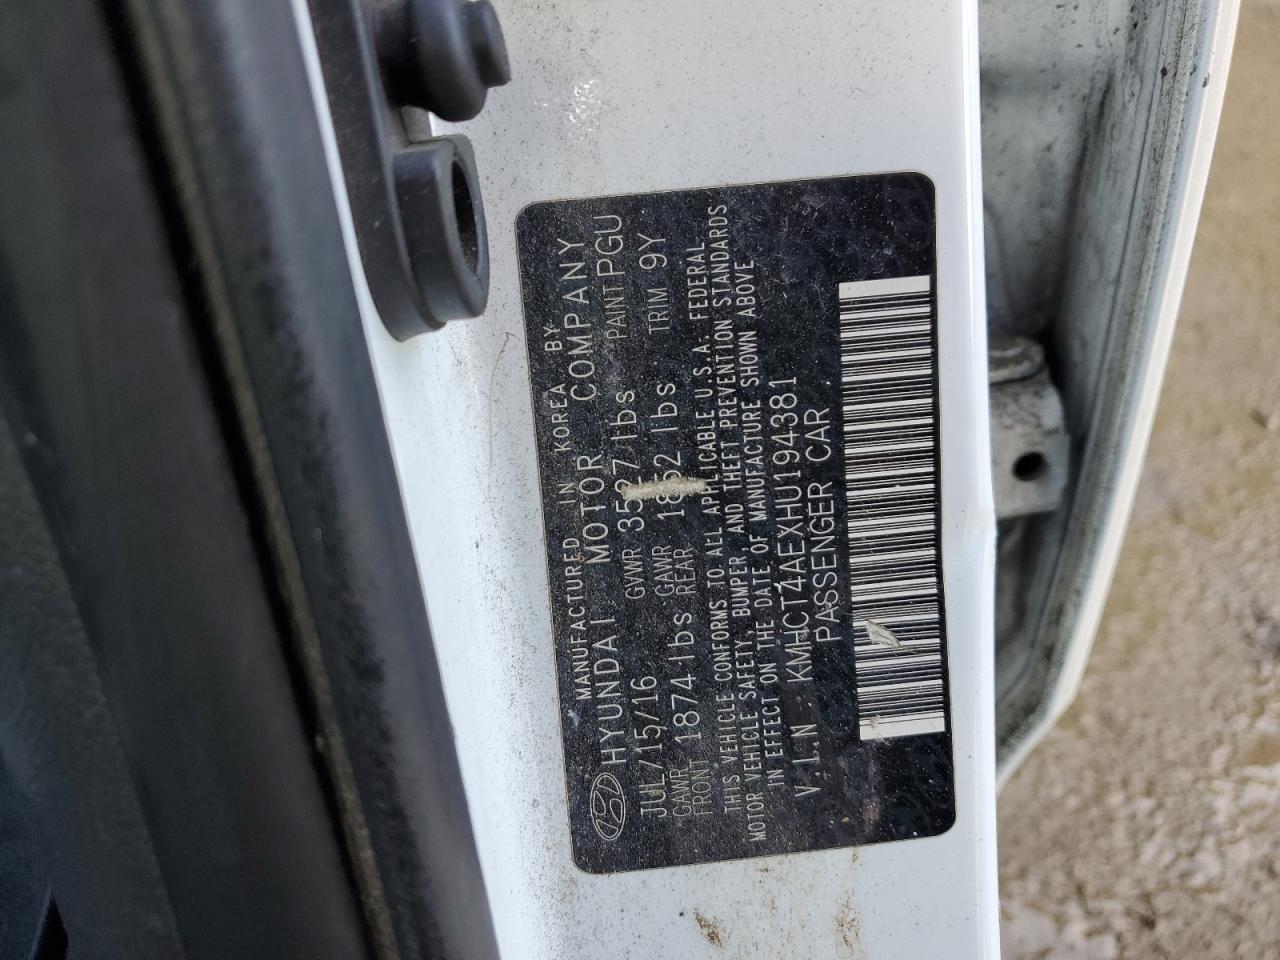 MANUFACTURED IN KOREA BY
HYUNDAI MOTOR COMPANY
JUL/15/16 GVWR 3527 lbs PAINT PGU
GAWR FRONT 1874 lbs GAWR REAR 1852 lbs TRIM 9Y
THIS VEHICLE CONFORMS TO ALL APPLICABLE U.S.A. FEDERAL
MOTOR VEHICLE SAFETY, BUMPER, AND THEFT PREVENTION STANDARDS
IN EFFECT ON THE DATE OF MANUFACTURE SHOWN ABOVE
V.I.N : KMHCT4AEXHU194381
PASSENGER CAR